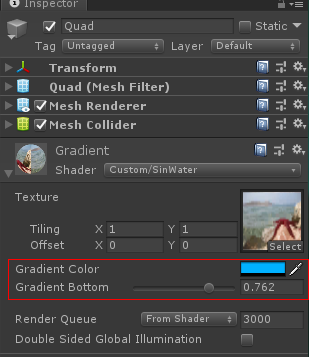 Inspector
Quad Static
Tag Untagged Layer Default
Transform
Quad (Mesh Filter)
Mesh Renderer
Mesh Collider
Gradient
Shader Custom/SinWater
Texture
Tiling X 1 Y 1
Offset X 0 Y 0
Select
Gradient Color
Gradient Bottom 0.762
Render Queue From Shader 3000
Double Sided Global Illumination